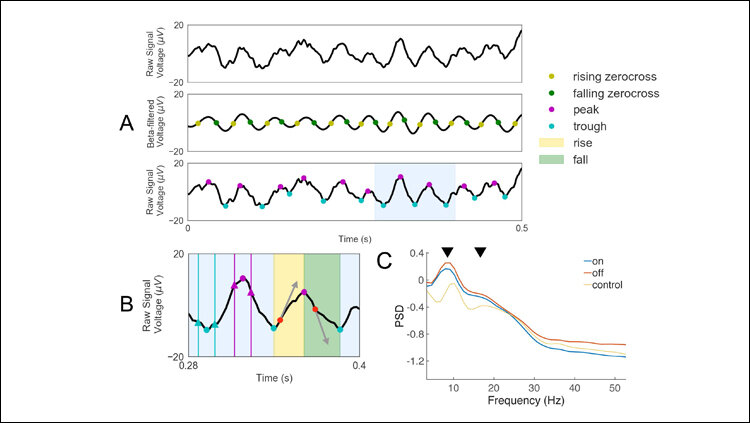 A
20
Raw Signal
Voltage (μV)
−20
20
Beta-filtered
Voltage (μV)
−20
20
Raw Signal
Voltage (μV)
−20
0
0.5
Time (s)
rising zerocross
falling zerocross
peak
trough
rise
fall
B
20
Raw Signal
Voltage (μV)
−20
0.28
0.4
Time (s)
C
0.4
0
-0.4
-0.8
-1.2
PSD
10
20
30
40
50
Frequency (Hz)
on
off
control